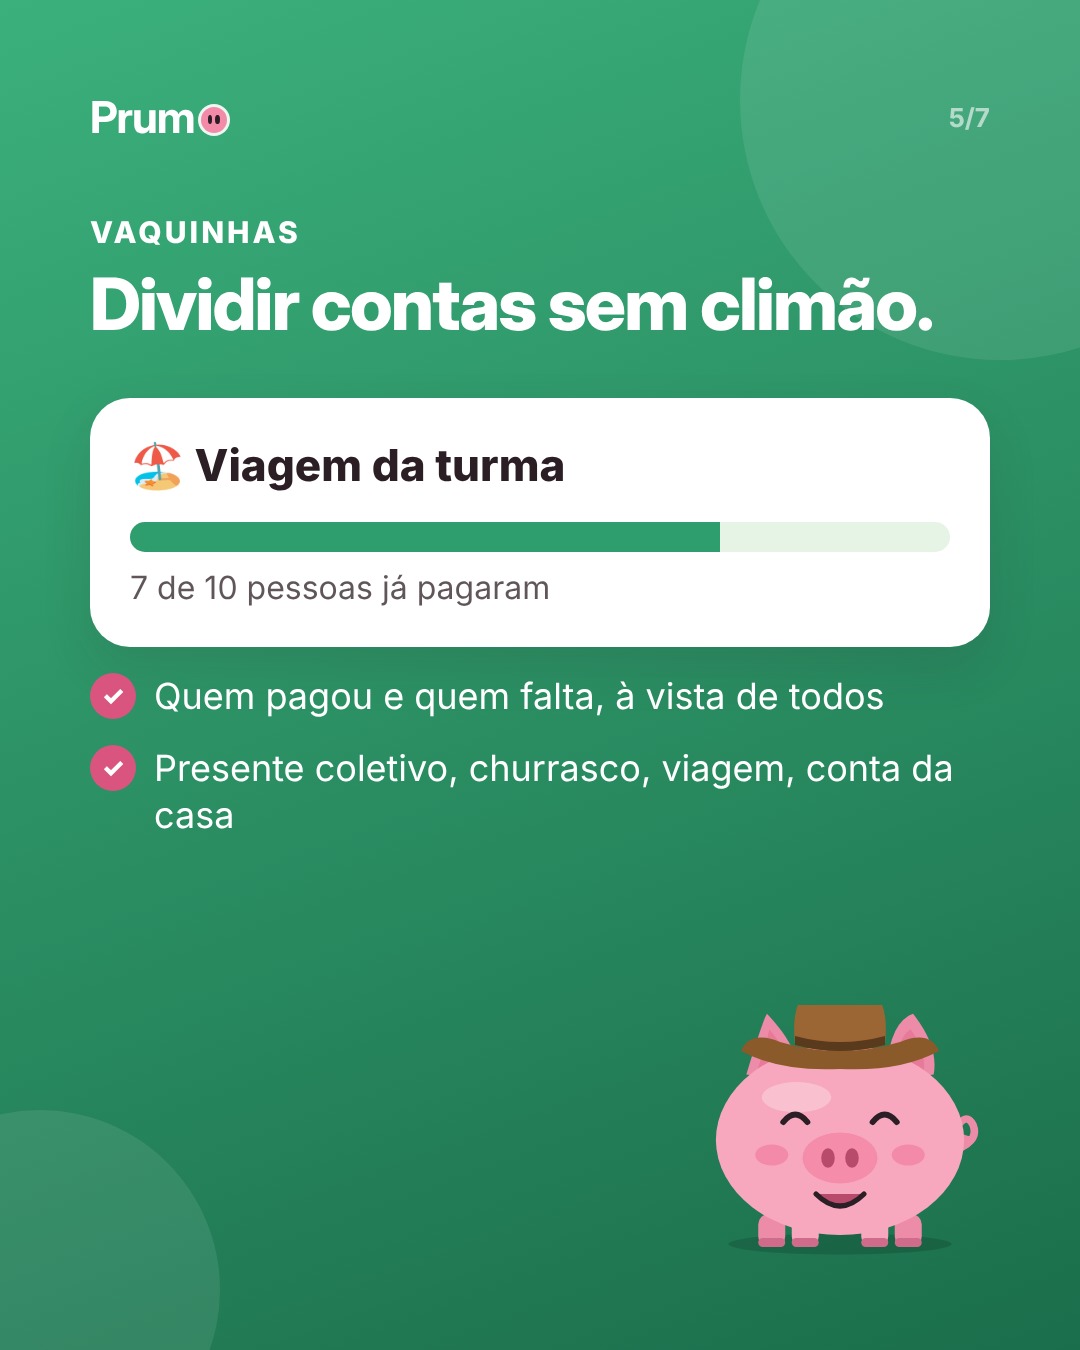 Prum
5/7
VAQUINHAS
Dividir contas sem climão.
Viagem da turma
7 de 10 pessoas já pagaram
Quem pagou e quem falta, à vista de todos
Presente coletivo, churrasco, viagem, conta da
casa